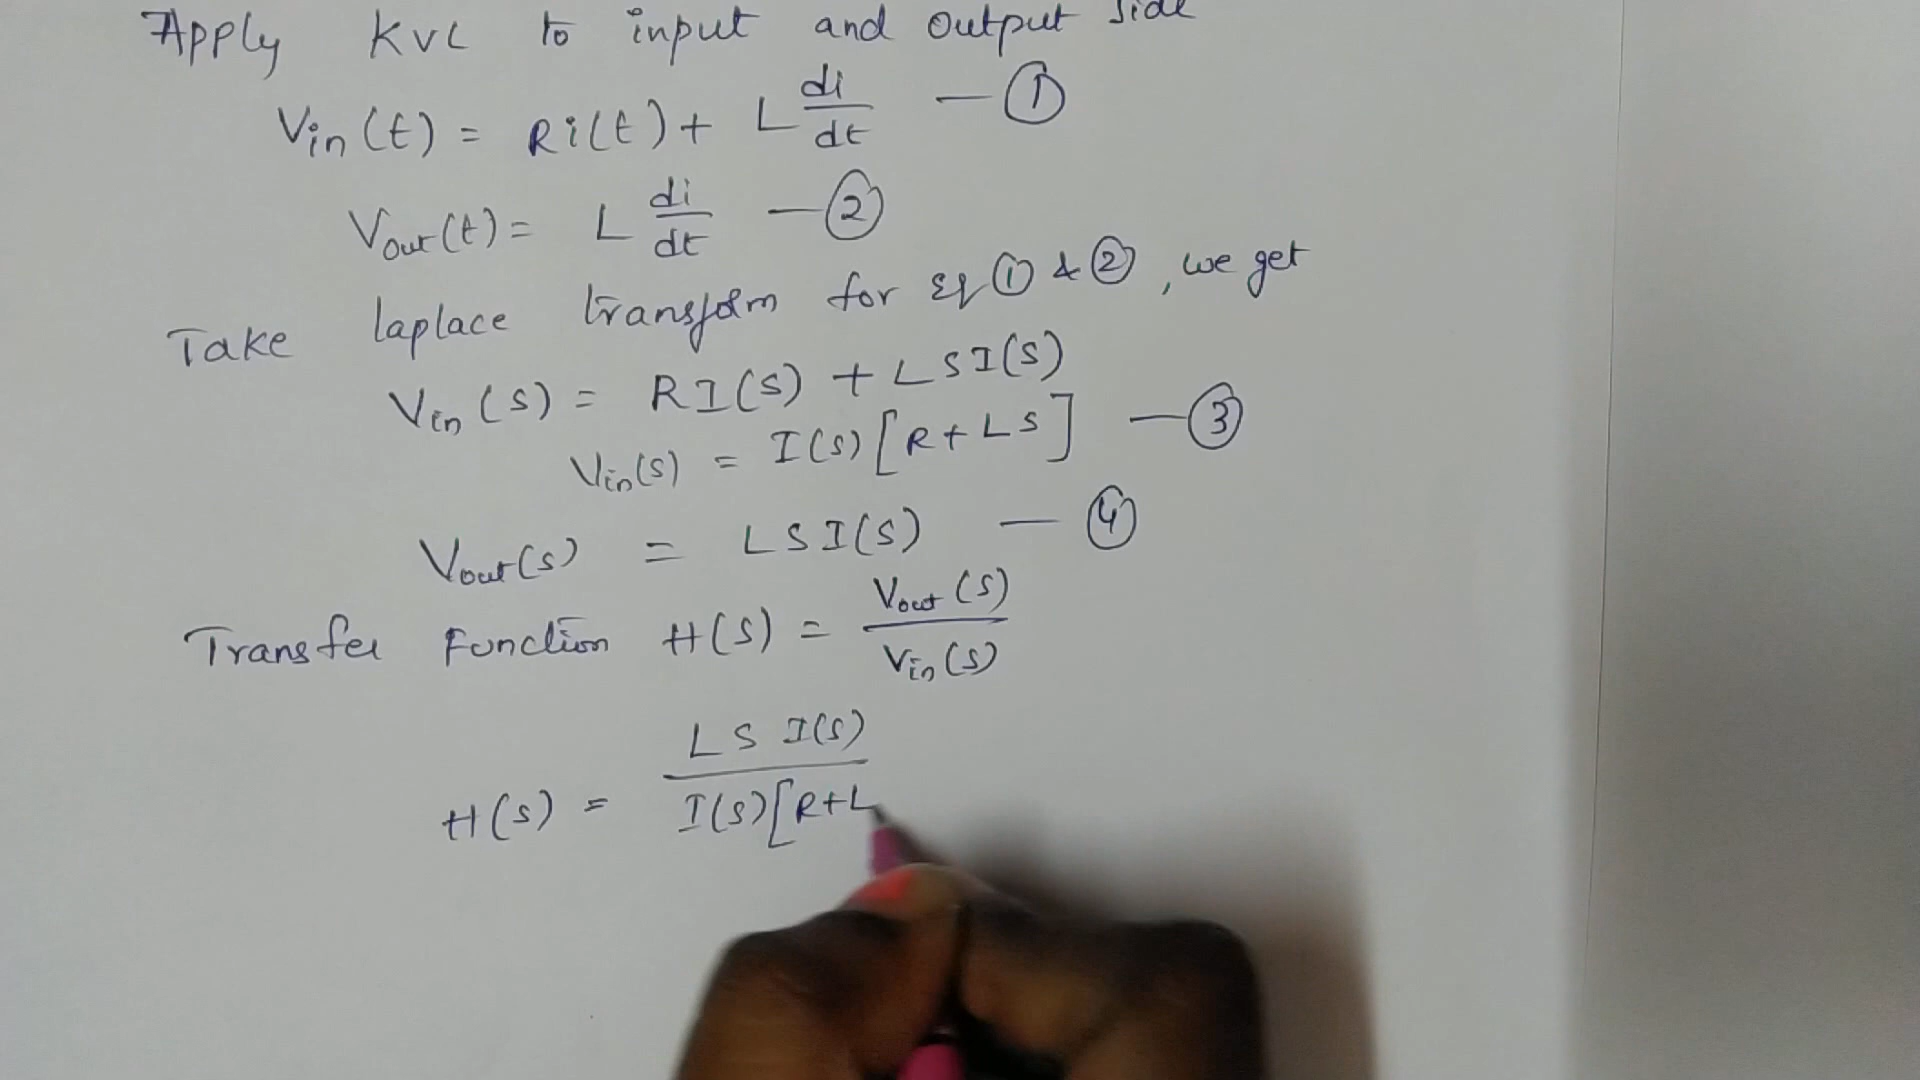 Apply KVL to input and output side
Vin(t) = Ri(t) + L di/dt — ①
Vout(t) = L di/dt — ②
Take laplace transform for Eq ① & ②, we get
Vin(s) = RI(s) + LSI(s)
Vin(s) = I(s)[R+LS] — ③
Vout(s) = LSI(s) — ④
Transfer Function H(s) = Vout(s)/Vin(s)
H(s) = LS I(s)/I(s)[R+L